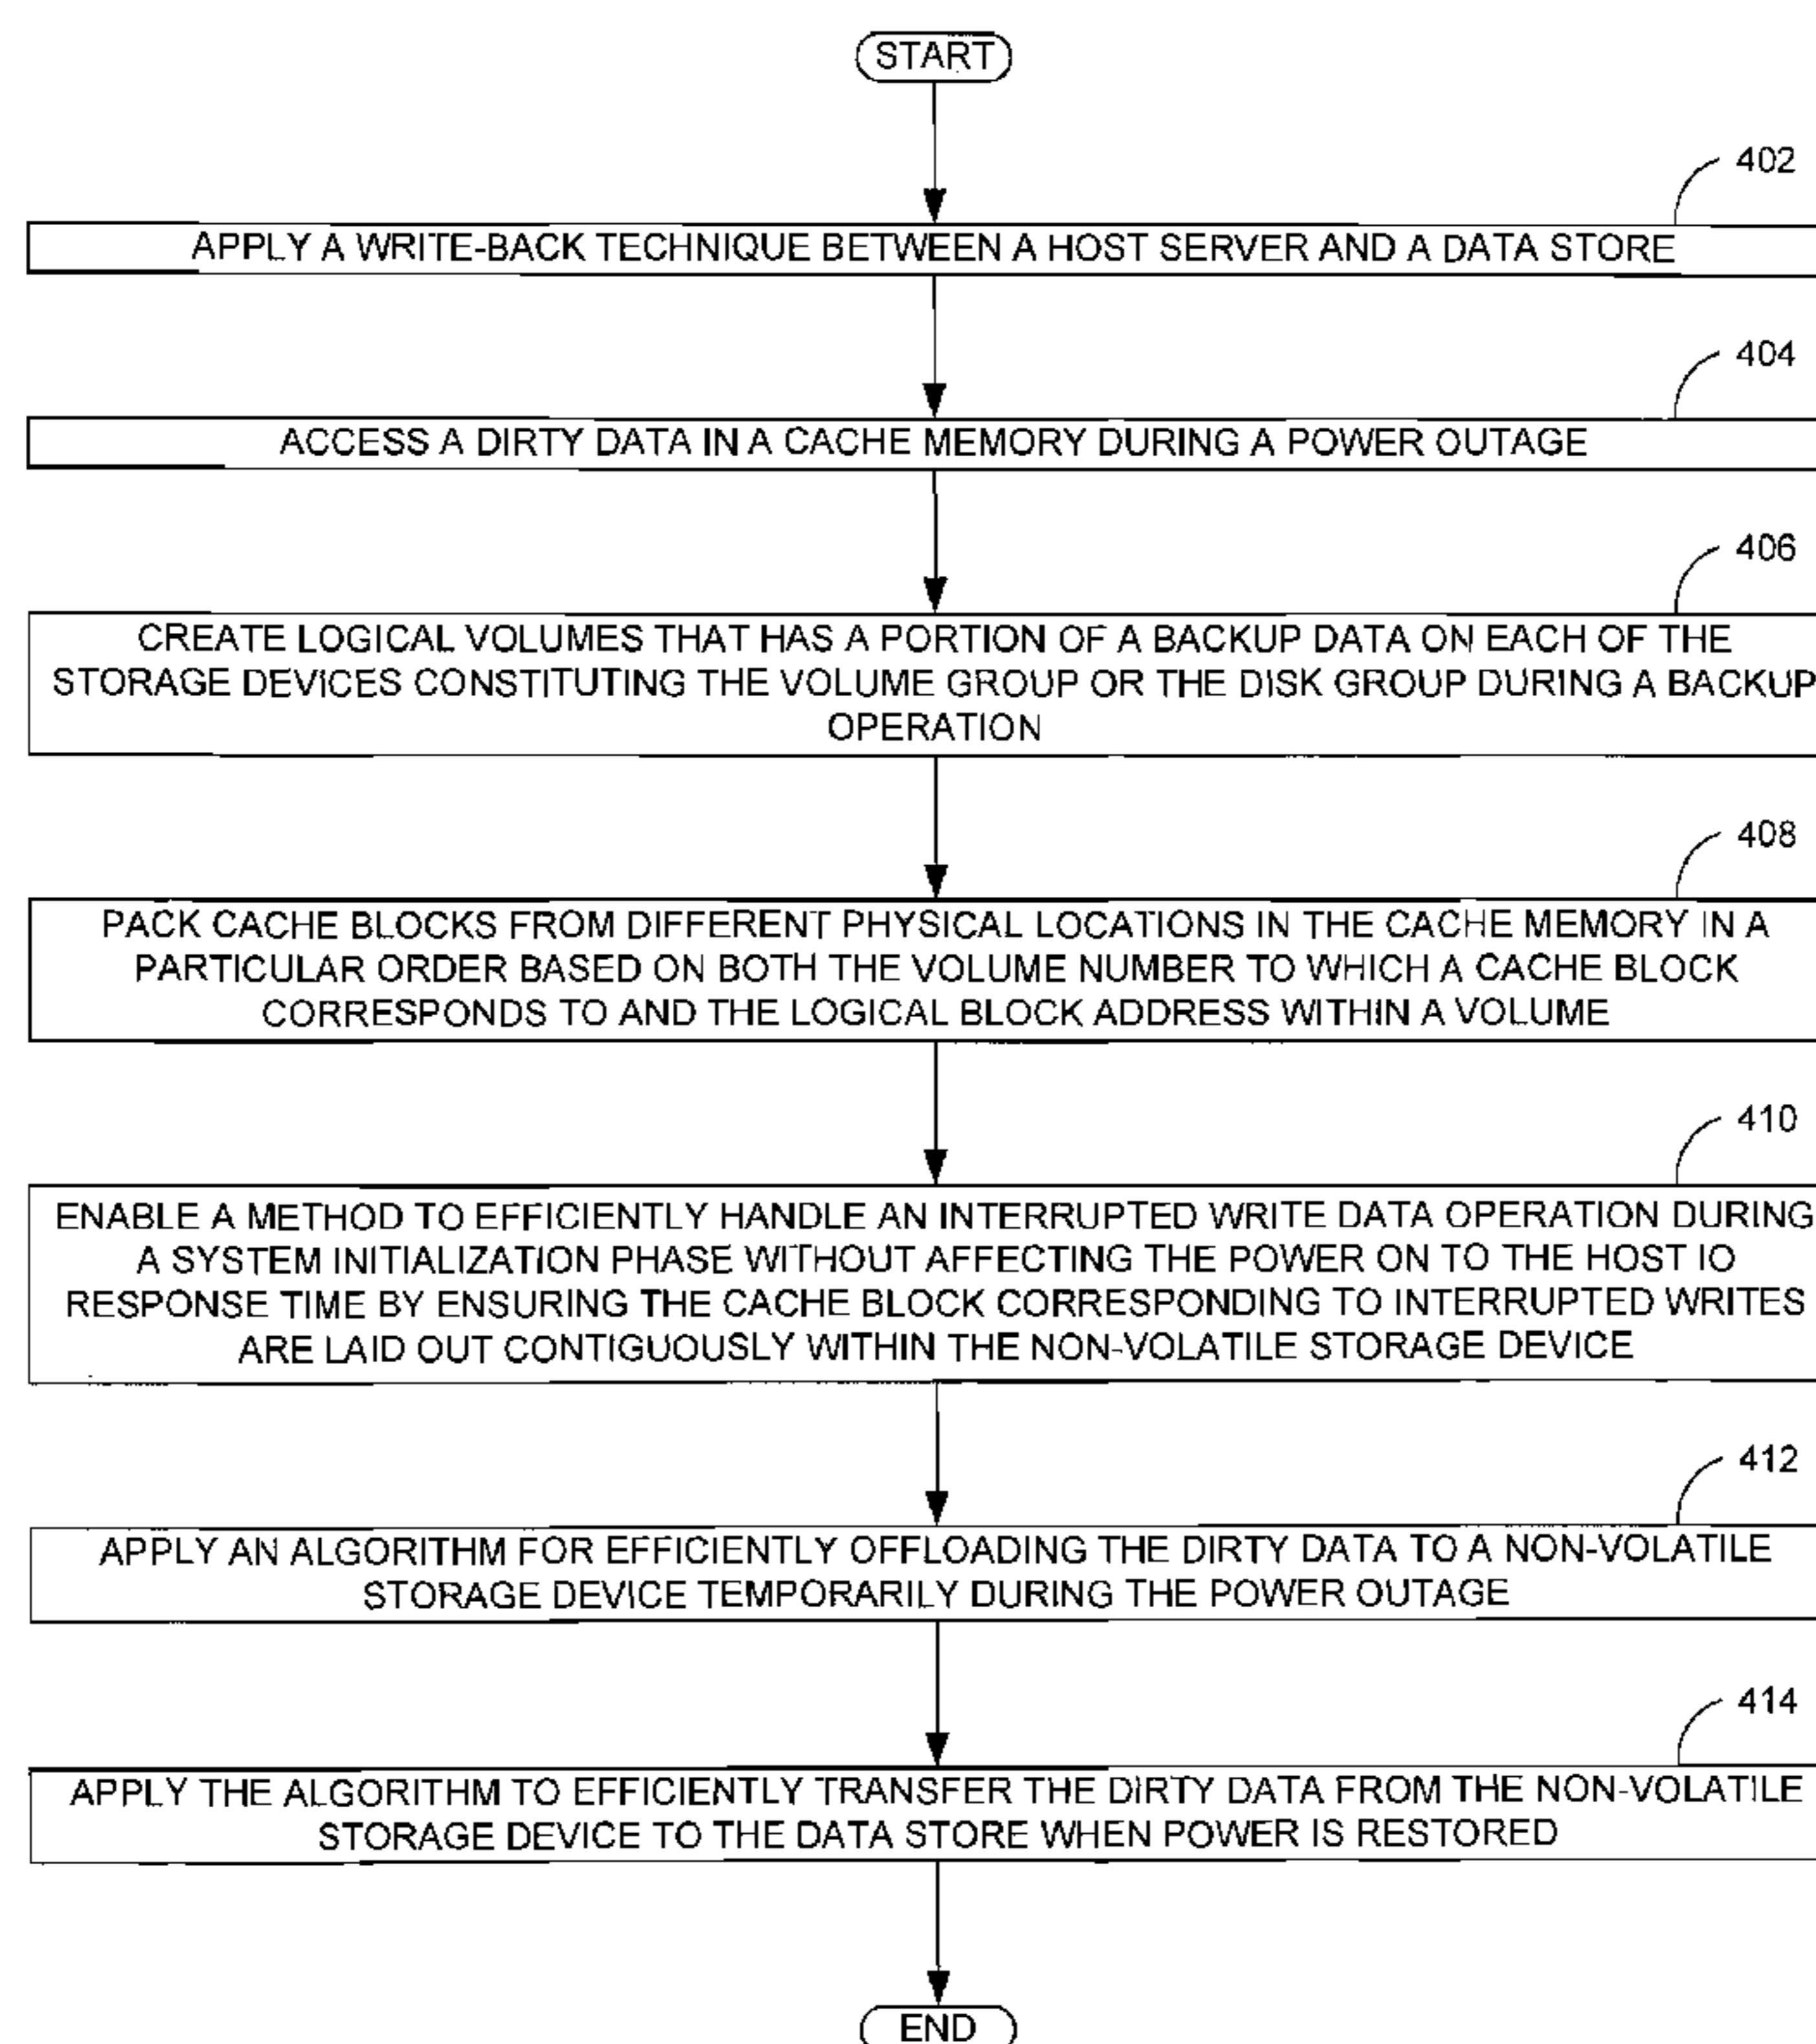 START
402
APPLY A WRITE-BACK TECHNIQUE BETWEEN A HOST SERVER AND A DATA STORE
404
ACCESS A DIRTY DATA IN A CACHE MEMORY DURING A POWER OUTAGE
406
CREATE LOGICAL VOLUMES THAT HAS A PORTION OF A BACKUP DATA ON EACH OF THE
STORAGE DEVICES CONSTITUTING THE VOLUME GROUP OR THE DISK GROUP DURING A BACKUP
OPERATION
408
PACK CACHE BLOCKS FROM DIFFERENT PHYSICAL LOCATIONS IN THE CACHE MEMORY IN A
PARTICULAR ORDER BASED ON BOTH THE VOLUME NUMBER TO WHICH A CACHE BLOCK
CORRESPONDS TO AND THE LOGICAL BLOCK ADDRESS WITHIN A VOLUME
410
ENABLE A METHOD TO EFFICIENTLY HANDLE AN INTERRUPTED WRITE DATA OPERATION DURING
A SYSTEM INITIALIZATION PHASE WITHOUT AFFECTING THE POWER ON TO THE HOST IO
RESPONSE TIME BY ENSURING THE CACHE BLOCK CORRESPONDING TO INTERRUPTED WRITES
ARE LAID OUT CONTIGUOUSLY WITHIN THE NON-VOLATILE STORAGE DEVICE
412
APPLY AN ALGORITHM FOR EFFICIENTLY OFFLOADING THE DIRTY DATA TO A NON-VOLATILE
STORAGE DEVICE TEMPORARILY DURING THE POWER OUTAGE
414
APPLY THE ALGORITHM TO EFFICIENTLY TRANSFER THE DIRTY DATA FROM THE NON-VOLATILE
STORAGE DEVICE TO THE DATA STORE WHEN POWER IS RESTORED
END